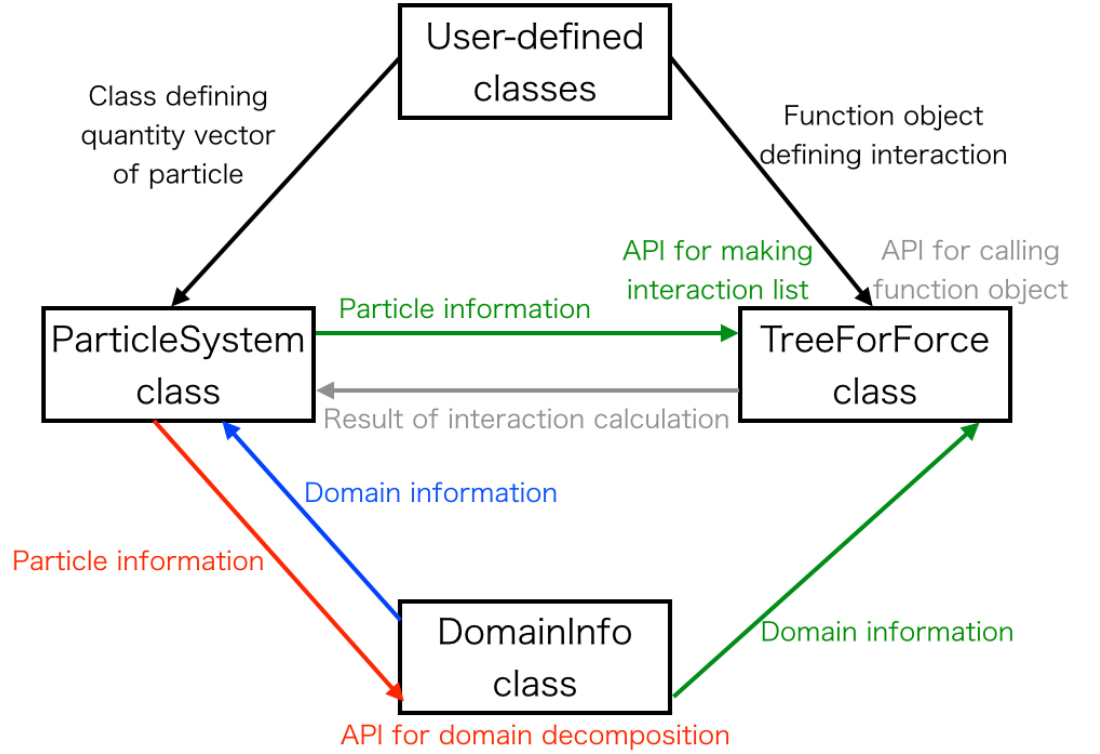 User-defined
classes
Class defining
quantity vector
of particle
Function object
defining interaction
API for making
interaction list
API for calling
function object
Particle information
ParticleSystem
class
TreeForForce
class
Result of interaction calculation
Domain information
Particle information
DomainInfo
class
Domain information
API for domain decomposition